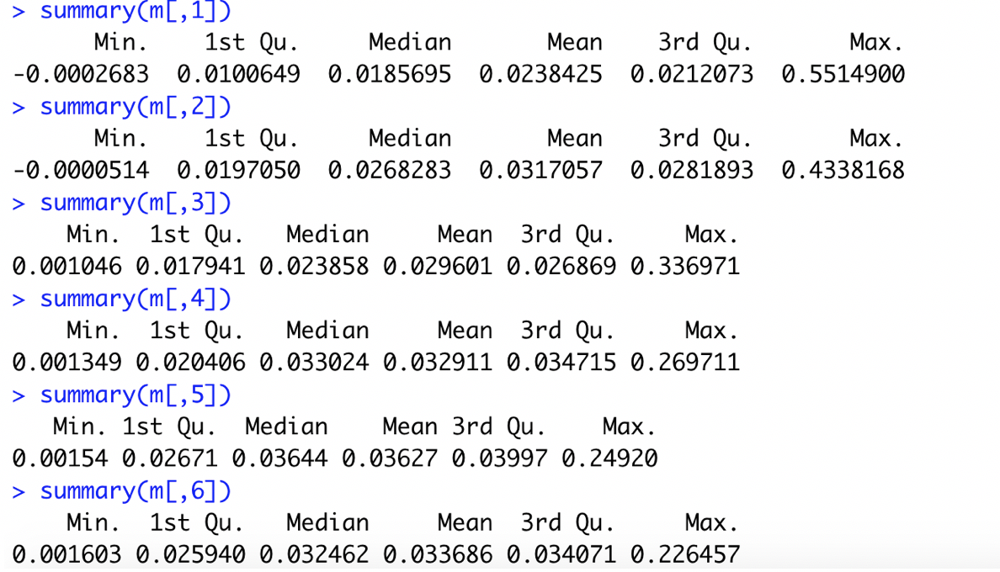 > summary(m[,1])
Min. 1st Qu. Median Mean 3rd Qu. Max.
-0.0002683 0.0100649 0.0185695 0.0238425 0.0212073 0.5514900
> summary(m[,2])
Min. 1st Qu. Median Mean 3rd Qu. Max.
-0.0000514 0.0197050 0.0268283 0.0317057 0.0281893 0.4338168
> summary(m[,3])
Min. 1st Qu. Median Mean 3rd Qu. Max.
0.001046 0.017941 0.023858 0.029601 0.026869 0.336971
> summary(m[,4])
Min. 1st Qu. Median Mean 3rd Qu. Max.
0.001349 0.020406 0.033024 0.032911 0.034715 0.269711
> summary(m[,5])
Min. 1st Qu. Median Mean 3rd Qu. Max.
0.00154 0.02671 0.03644 0.03627 0.03997 0.24920
> summary(m[,6])
Min. 1st Qu. Median Mean 3rd Qu. Max.
0.001603 0.025940 0.032462 0.033686 0.034071 0.226457